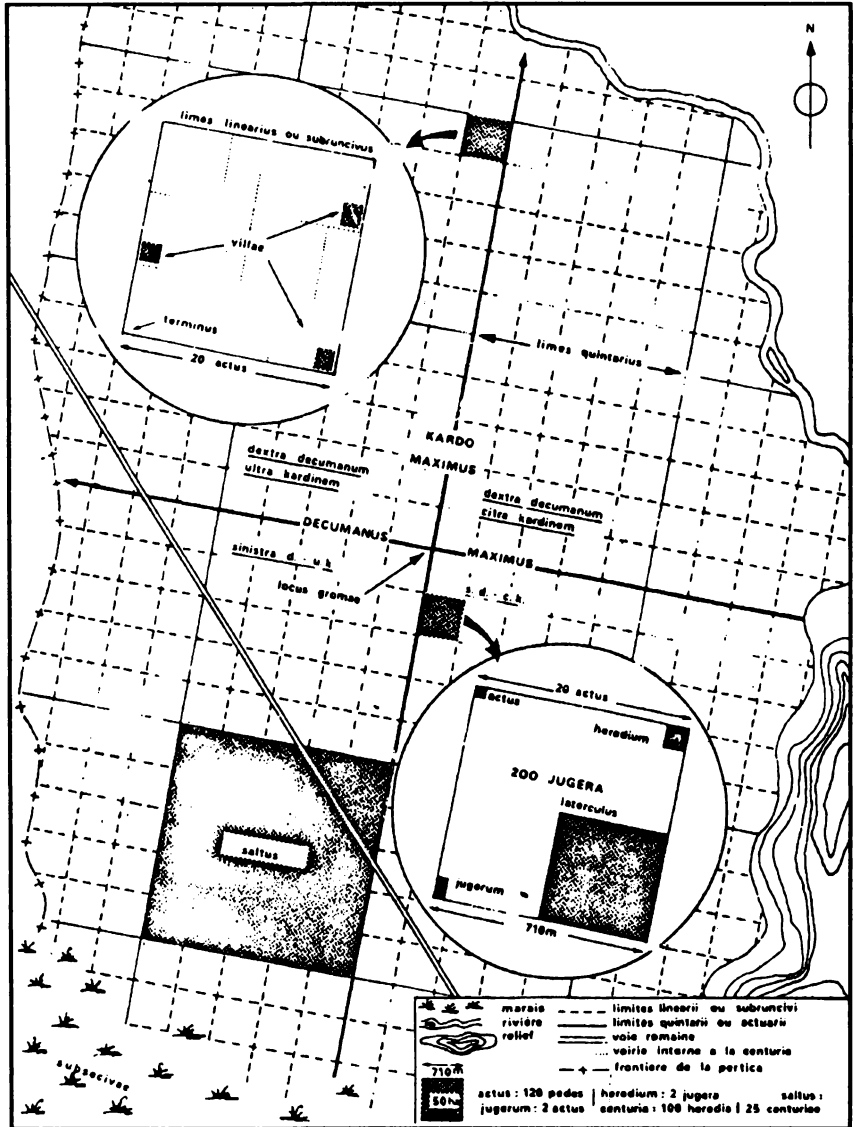 N
limes linearius ou subruncivus
villae
terminus
20 actus
limes quintarius
KARDO
MAXIMUS
dextra decumanum
ultra kardinem
dextra decumanum
citra kardinem
DECUMANUS
MAXIMUS
sinistra d. u. k.
locus gromae
s. d. - c. k.
20 actus
actus
heredium
200 JUGERA
laterculus
jugerum
710m
saltus
subsecivae
marais
rivière
relief
710m
50 ha
limites linearii ou subruncivi
limites quintarii ou actuarii
voie romaine
voirie interne a la centurie
frontiere de la pertica
actus : 120 pedes
heredium : 2 jugera
saltus :
jugerum : 2 actus
centuria : 100 heredia
25 centuriae